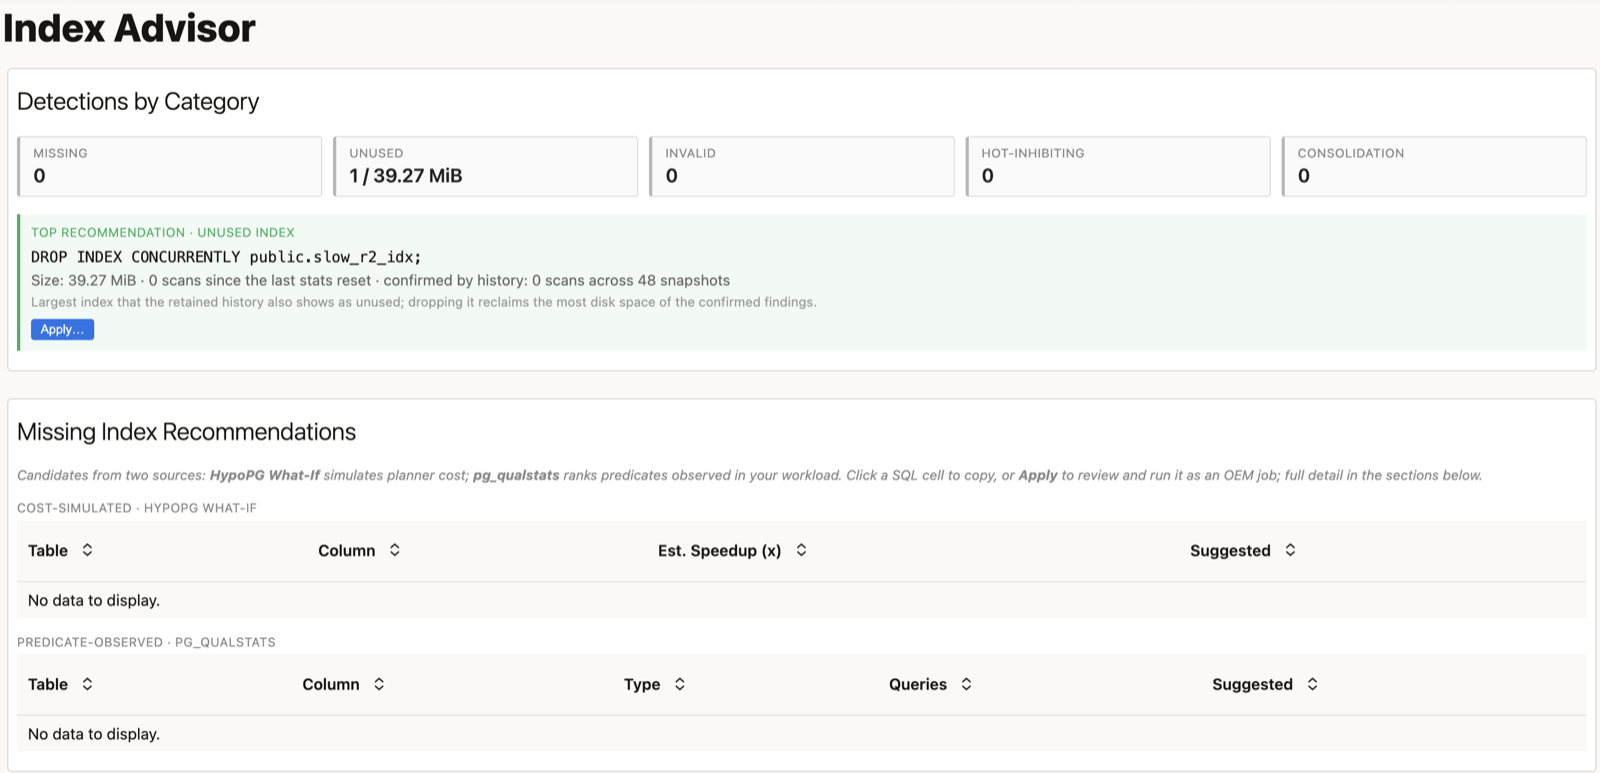 Index Advisor
Detections by Category
MISSING
0
UNUSED
1 / 39.27 MiB
INVALID
0
HOT-INHIBITING
0
CONSOLIDATION
0
TOP RECOMMENDATION · UNUSED INDEX
DROP INDEX CONCURRENTLY public.slow_r2_idx;
Size: 39.27 MiB · 0 scans since the last stats reset · confirmed by history: 0 scans across 48 snapshots
Largest index that the retained history also shows as unused; dropping it reclaims the most disk space of the confirmed findings.
Apply...
Missing Index Recommendations
Candidates from two sources: HypoPG What-If simulates planner cost; pg_qualstats ranks predicates observed in your workload. Click a SQL cell to copy, or Apply to review and run it as an OEM job; full detail in the sections below.
COST-SIMULATED · HYPOPG WHAT-IF
Table Column Est. Speedup (x) Suggested
No data to display.
PREDICATE-OBSERVED · PG_QUALSTATS
Table Column Type Queries Suggested
No data to display.